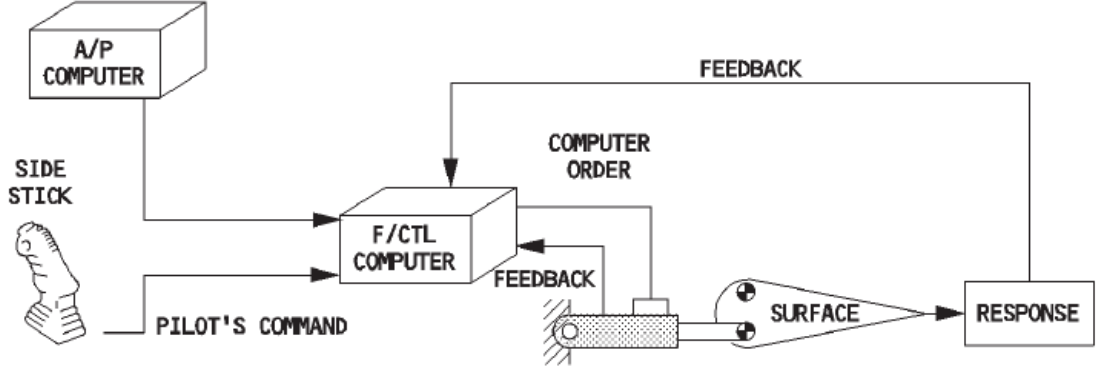 A/P
COMPUTER
FEEDBACK
COMPUTER
ORDER
SIDE
STICK
F/CTL
COMPUTER
FEEDBACK
SURFACE
RESPONSE
PILOT'S COMMAND